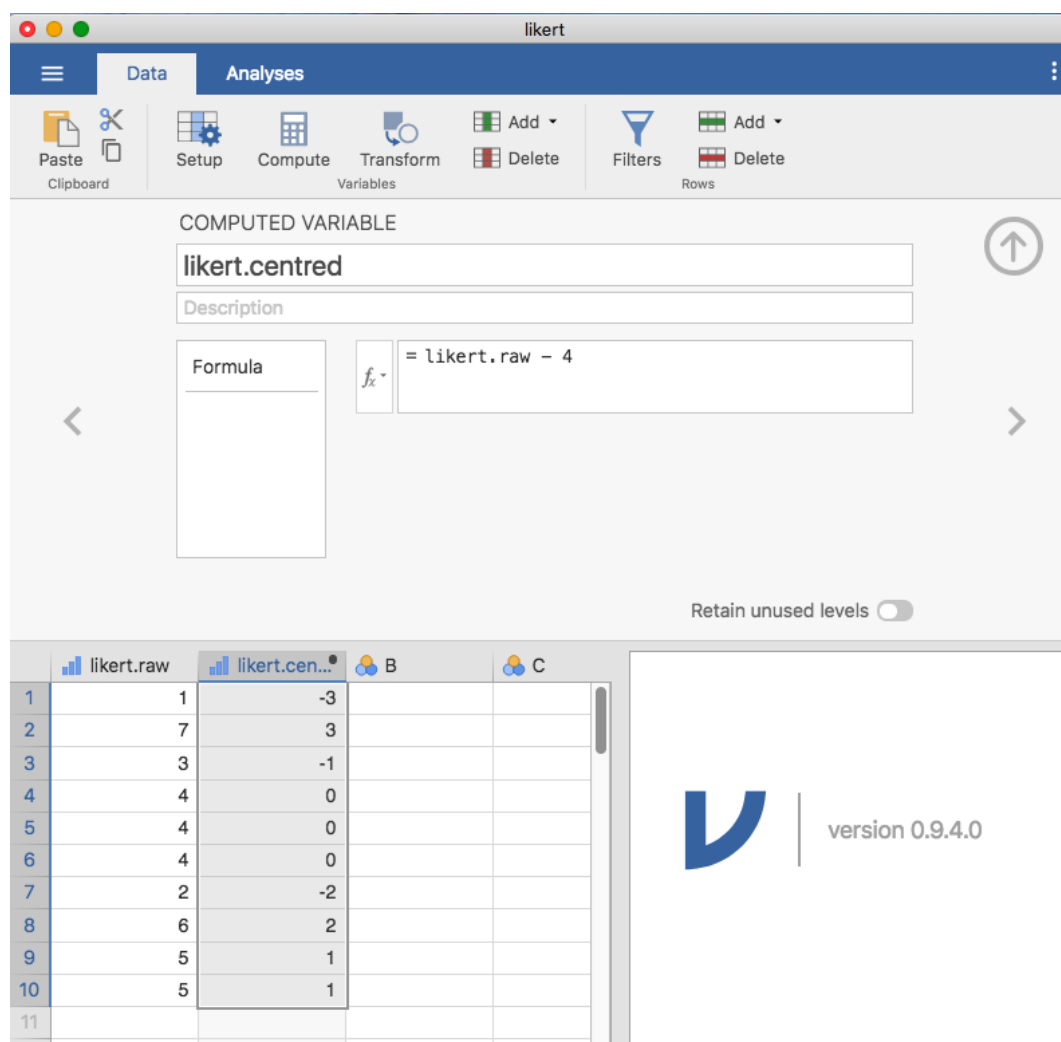 likert
Data Analyses
Paste Setup Compute Transform Add Delete Filters Add Delete
Clipboard Variables Rows
COMPUTED VARIABLE
likert.centred
Description
Formula fx = likert.raw − 4
Retain unused levels
likert.raw likert.cen... B C
1 1 -3
2 7 3
3 3 -1
4 4 0
5 4 0
6 4 0
7 2 -2
8 6 2
9 5 1
10 5 1
11
version 0.9.4.0